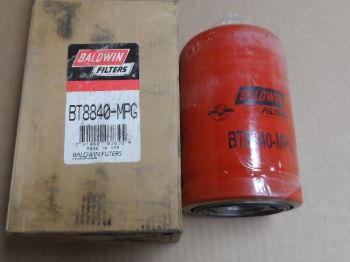 BALDWIN
FILTERS
BT8840-MPG
MADE IN USA
BALDWIN FILTERS
BALDWIN
FILTERS
BT8840-MPG